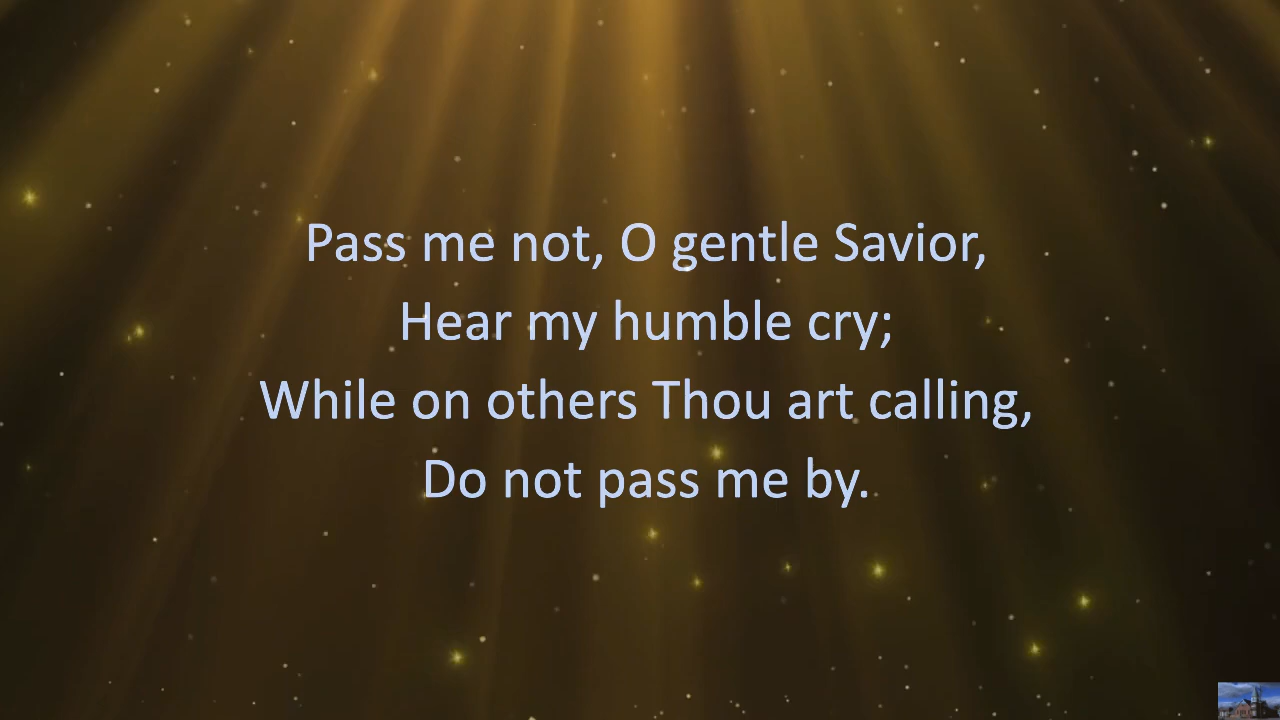 Pass me not, O gentle Savior,
Hear my humble cry;
While on others Thou art calling,
Do not pass me by.